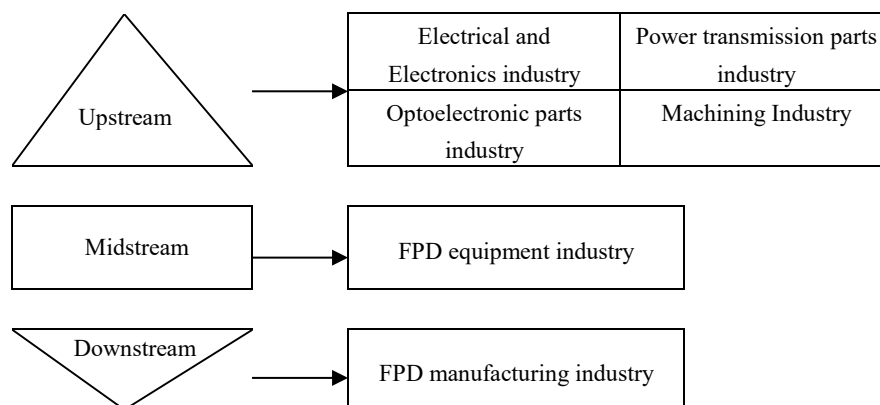 Electrical and
Electronics industry
Power transmission parts
industry
Upstream
Optoelectronic parts
industry
Machining Industry
Midstream
FPD equipment industry
Downstream
FPD manufacturing industry